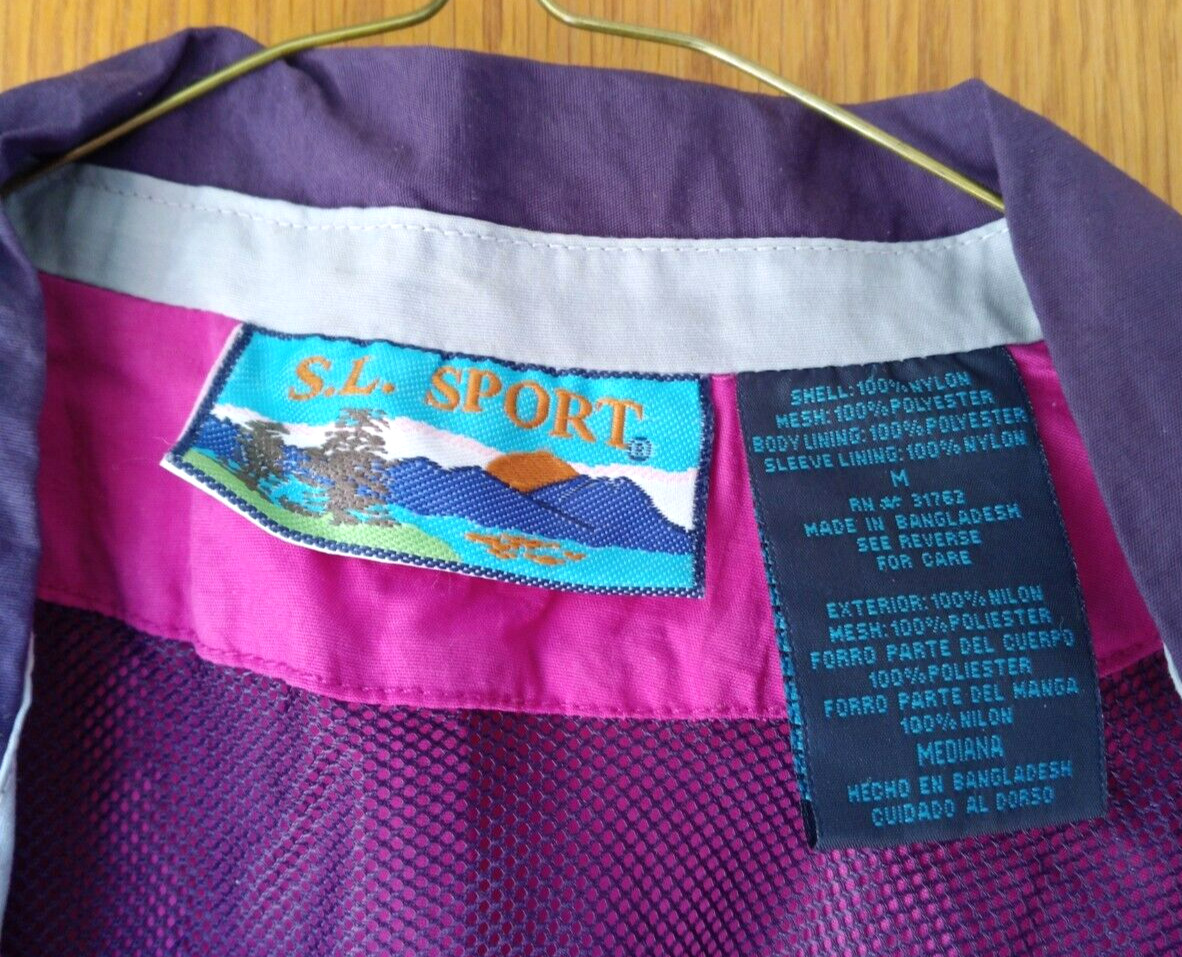 S.L. SPORT®
SHELL: 100% NYLON
MESH: 100% POLYESTER
BODY LINING: 100% POLYESTER
SLEEVE LINING: 100% NYLON
M
RN # 31762
MADE IN BANGLADESH
SEE REVERSE
FOR CARE
EXTERIOR: 100% NILON
MESH: 100% POLIESTER
FORRO PARTE DEL CUERPO
100% POLIESTER
FORRO PARTE DEL MANGA
100% NILON
MEDIANA
HECHO EN BANGLADESH
CUIDADO AL DORSO